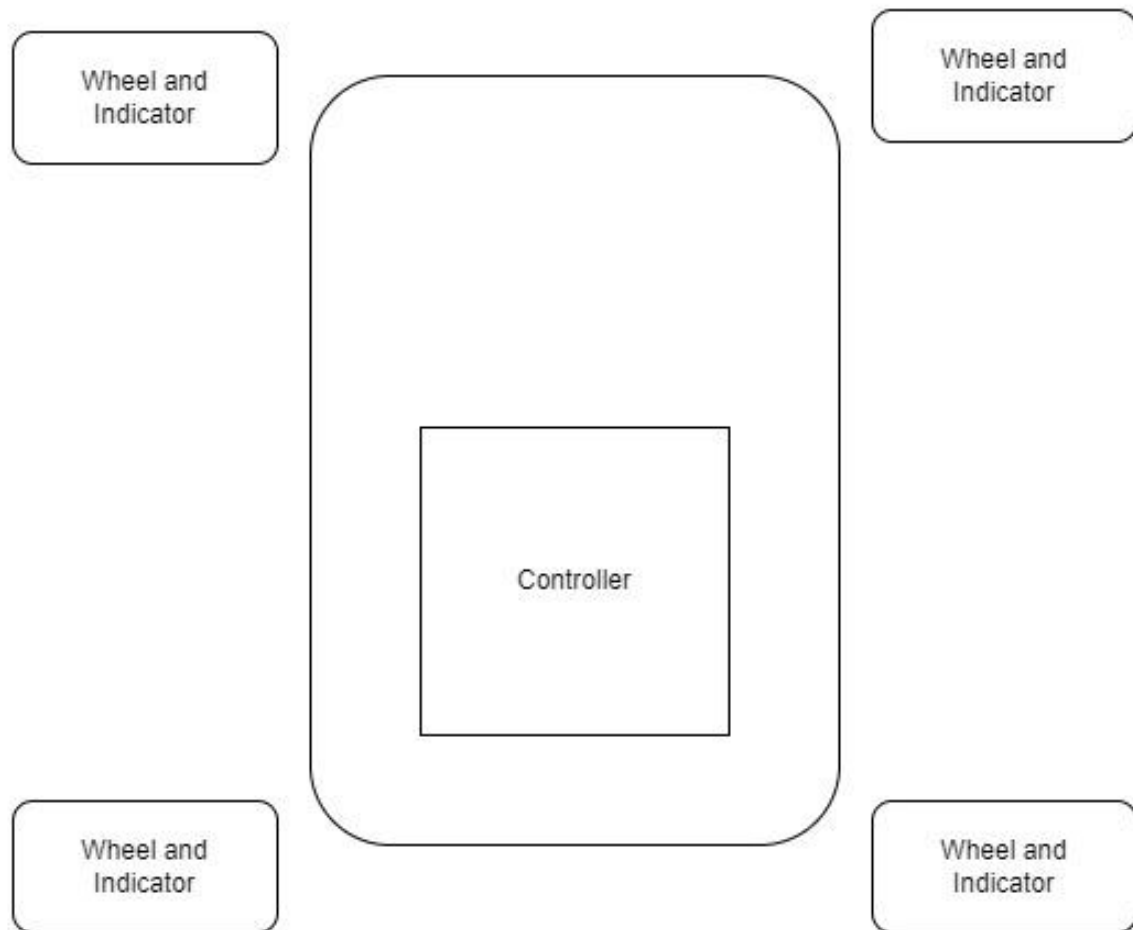 Wheel and
Indicator
Wheel and
Indicator
Controller
Wheel and
Indicator
Wheel and
Indicator